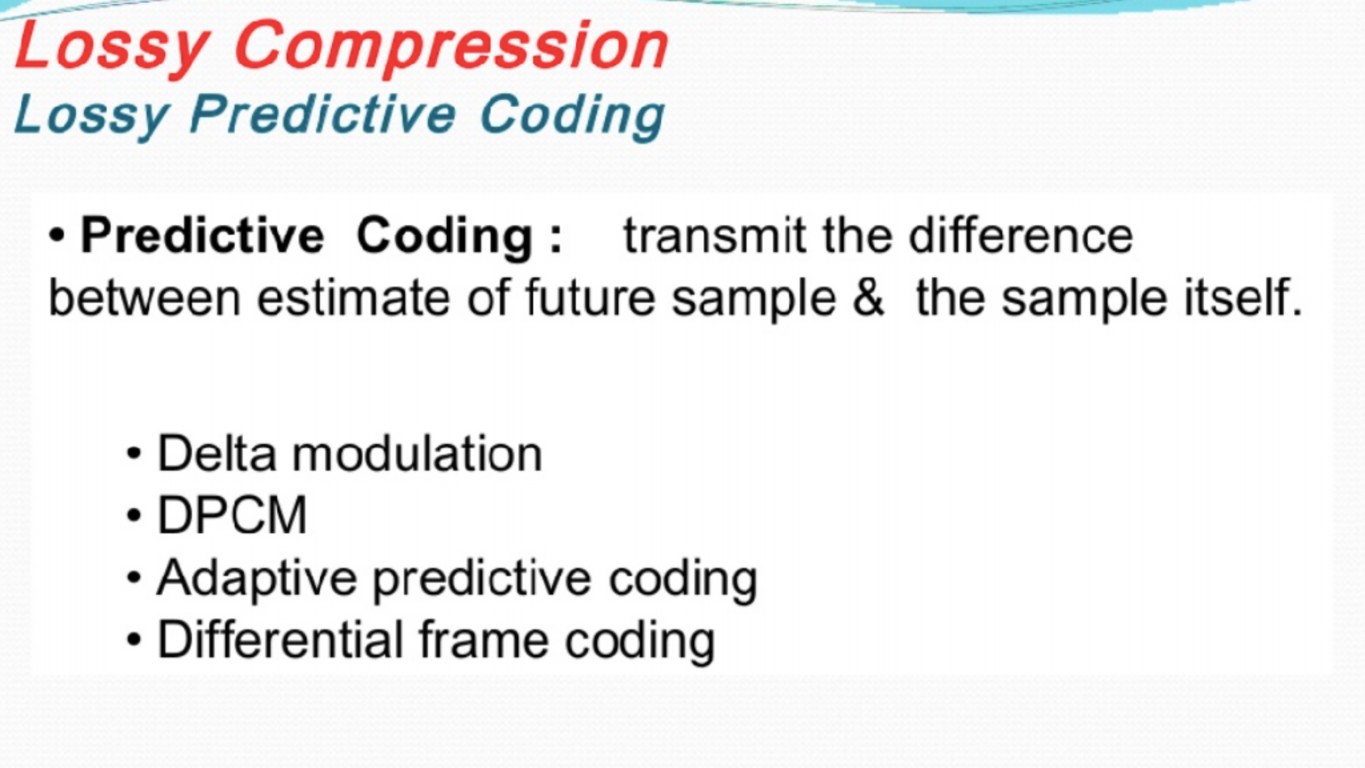 Lossy Compression
Lossy Predictive Coding
• Predictive Coding : transmit the difference
between estimate of future sample & the sample itself.
• Delta modulation
• DPCM
• Adaptive predictive coding
• Differential frame coding